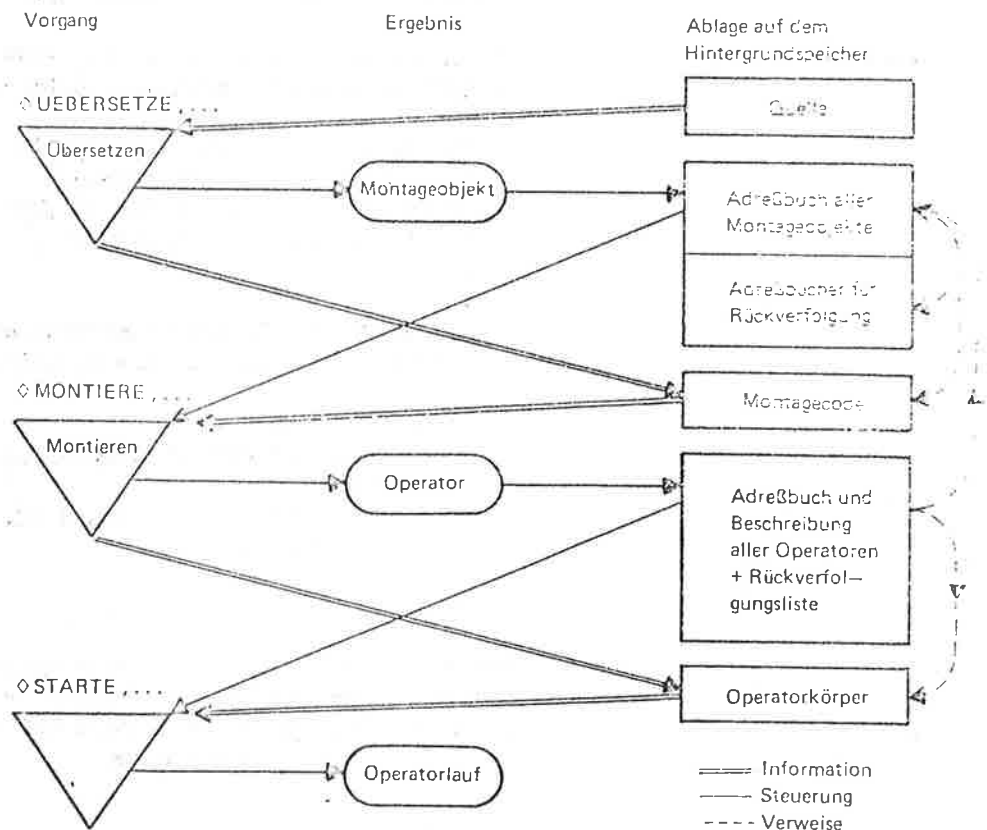 Vorgang
Ergebnis
Ablage auf dem
Hintergrundspeicher
◇UEBERSETZE ,....
Quelle
Übersetzen
Montageobjekt
Adreßbuch aller
Montageobjekte
Adreßbücher für
Rückverfolgung
◇MONTIERE ,....
Montagecode
Montieren
Operator
Adreßbuch und
Beschreibung
aller Operatoren
+ Rückverfol–
gungsliste
◇STARTE ,....
Operatorkörper
Operatorlauf
Information
Steuerung
Verweise